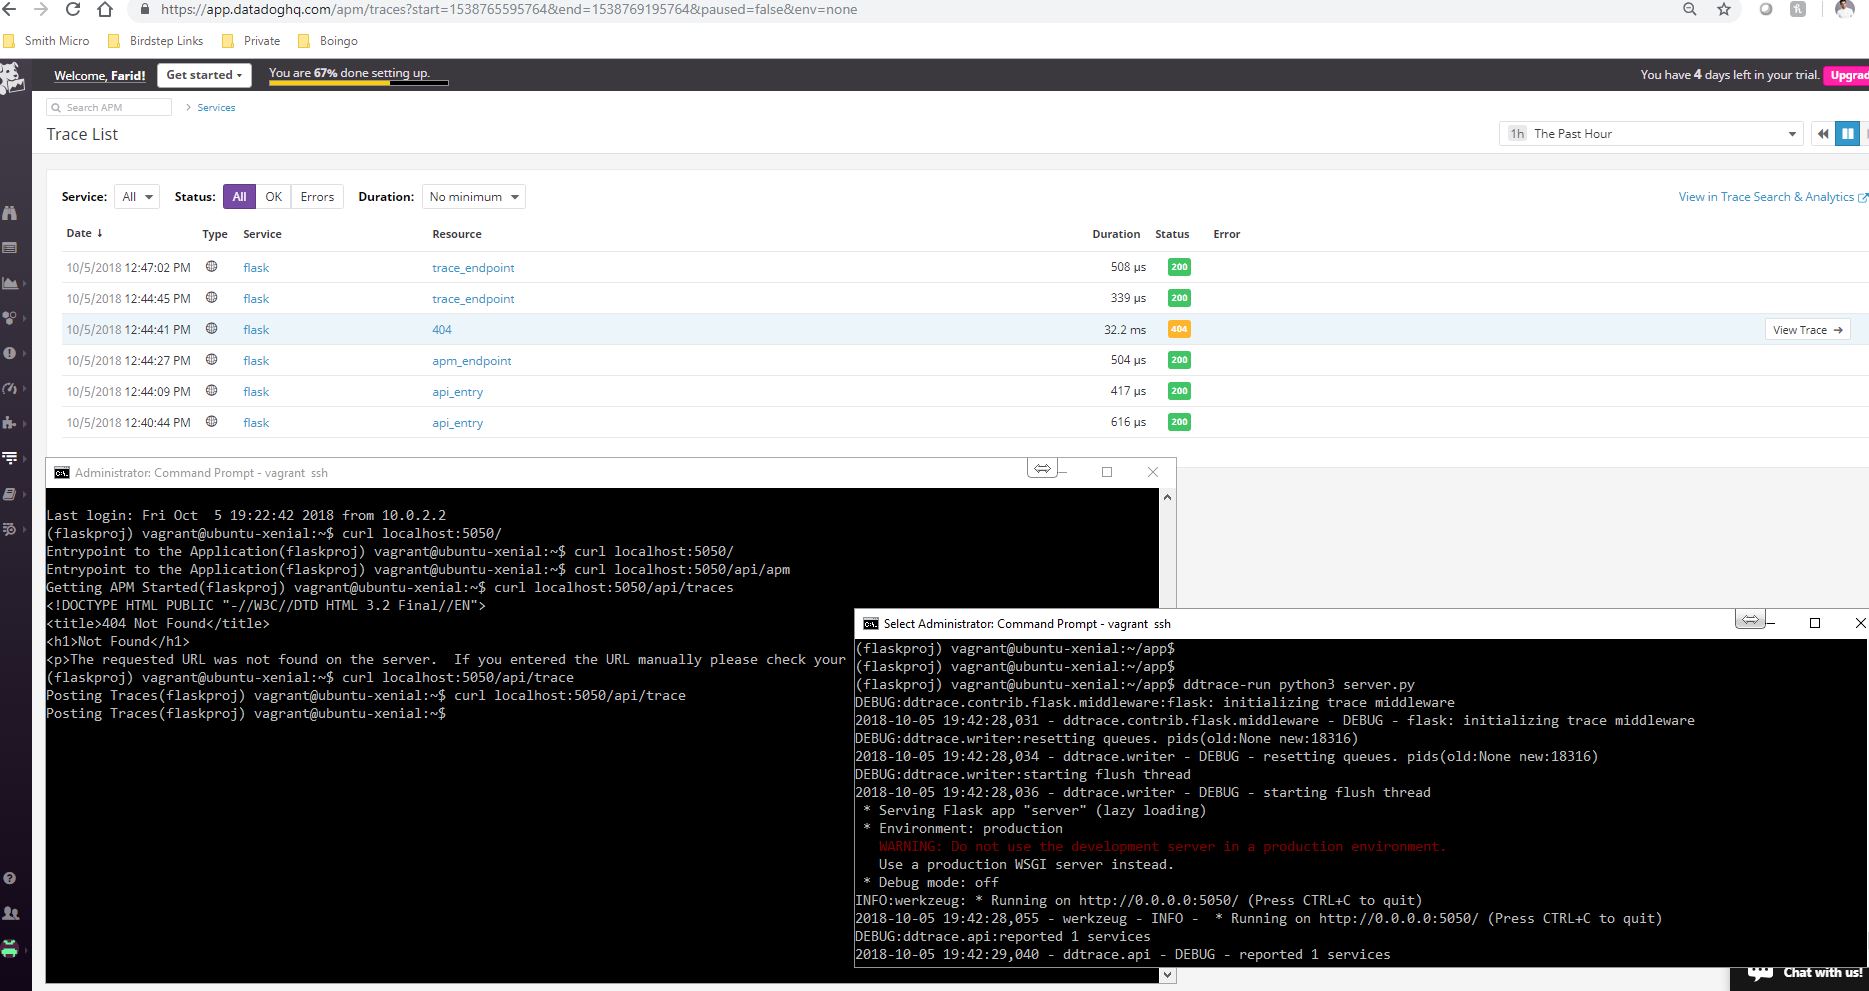 https://app.datadoghq.com/apm/traces?start=1538765595764&end=1538769195764&paused=false&env=none
Smith Micro Birdstep Links Private Boingo
Welcome, Farid! Get started You are 67% done setting up. You have 4 days left in your trial. Upgrad
Search APM > Services
Trace List
1h The Past Hour
Service: All Status: All OK Errors Duration: No minimum View in Trace Search & Analytics
Date ↓ Type Service Resource Duration Status Error
10/5/2018 12:47:02 PM flask trace_endpoint 508 µs 200
10/5/2018 12:44:45 PM flask trace_endpoint 339 µs 200
10/5/2018 12:44:41 PM flask 404 32.2 ms 404 View Trace →
10/5/2018 12:44:27 PM flask apm_endpoint 504 µs 200
10/5/2018 12:44:09 PM flask api_entry 417 µs 200
10/5/2018 12:40:44 PM flask api_entry 616 µs 200
Administrator: Command Prompt - vagrant ssh
Last login: Fri Oct  5 19:22:42 2018 from 10.0.2.2
(flaskproj) vagrant@ubuntu-xenial:~$ curl localhost:5050/
Entrypoint to the Application(flaskproj) vagrant@ubuntu-xenial:~$ curl localhost:5050/
Entrypoint to the Application(flaskproj) vagrant@ubuntu-xenial:~$ curl localhost:5050/api/apm
Getting APM Started(flaskproj) vagrant@ubuntu-xenial:~$ curl localhost:5050/api/traces
<!DOCTYPE HTML PUBLIC "-//W3C//DTD HTML 3.2 Final//EN">
<title>404 Not Found</title>
<h1>Not Found</h1>
<p>The requested URL was not found on the server.  If you entered the URL manually please check your
(flaskproj) vagrant@ubuntu-xenial:~$ curl localhost:5050/api/trace
Posting Traces(flaskproj) vagrant@ubuntu-xenial:~$ curl localhost:5050/api/trace
Posting Traces(flaskproj) vagrant@ubuntu-xenial:~$
Select Administrator: Command Prompt - vagrant ssh
(flaskproj) vagrant@ubuntu-xenial:~/app$
(flaskproj) vagrant@ubuntu-xenial:~/app$
(flaskproj) vagrant@ubuntu-xenial:~/app$ ddtrace-run python3 server.py
DEBUG:ddtrace.contrib.flask.middleware:flask: initializing trace middleware
2018-10-05 19:42:28,031 - ddtrace.contrib.flask.middleware - DEBUG - flask: initializing trace middleware
DEBUG:ddtrace.writer:resetting queues. pids(old:None new:18316)
2018-10-05 19:42:28,034 - ddtrace.writer - DEBUG - resetting queues. pids(old:None new:18316)
DEBUG:ddtrace.writer:starting flush thread
2018-10-05 19:42:28,036 - ddtrace.writer - DEBUG - starting flush thread
* Serving Flask app "server" (lazy loading)
* Environment: production
WARNING: Do not use the development server in a production environment.
Use a production WSGI server instead.
* Debug mode: off
INFO:werkzeug: * Running on http://0.0.0.0:5050/ (Press CTRL+C to quit)
2018-10-05 19:42:28,055 - werkzeug - INFO -  * Running on http://0.0.0.0:5050/ (Press CTRL+C to quit)
DEBUG:ddtrace.api:reported 1 services
2018-10-05 19:42:29,040 - ddtrace.api - DEBUG - reported 1 services
Chat with us!